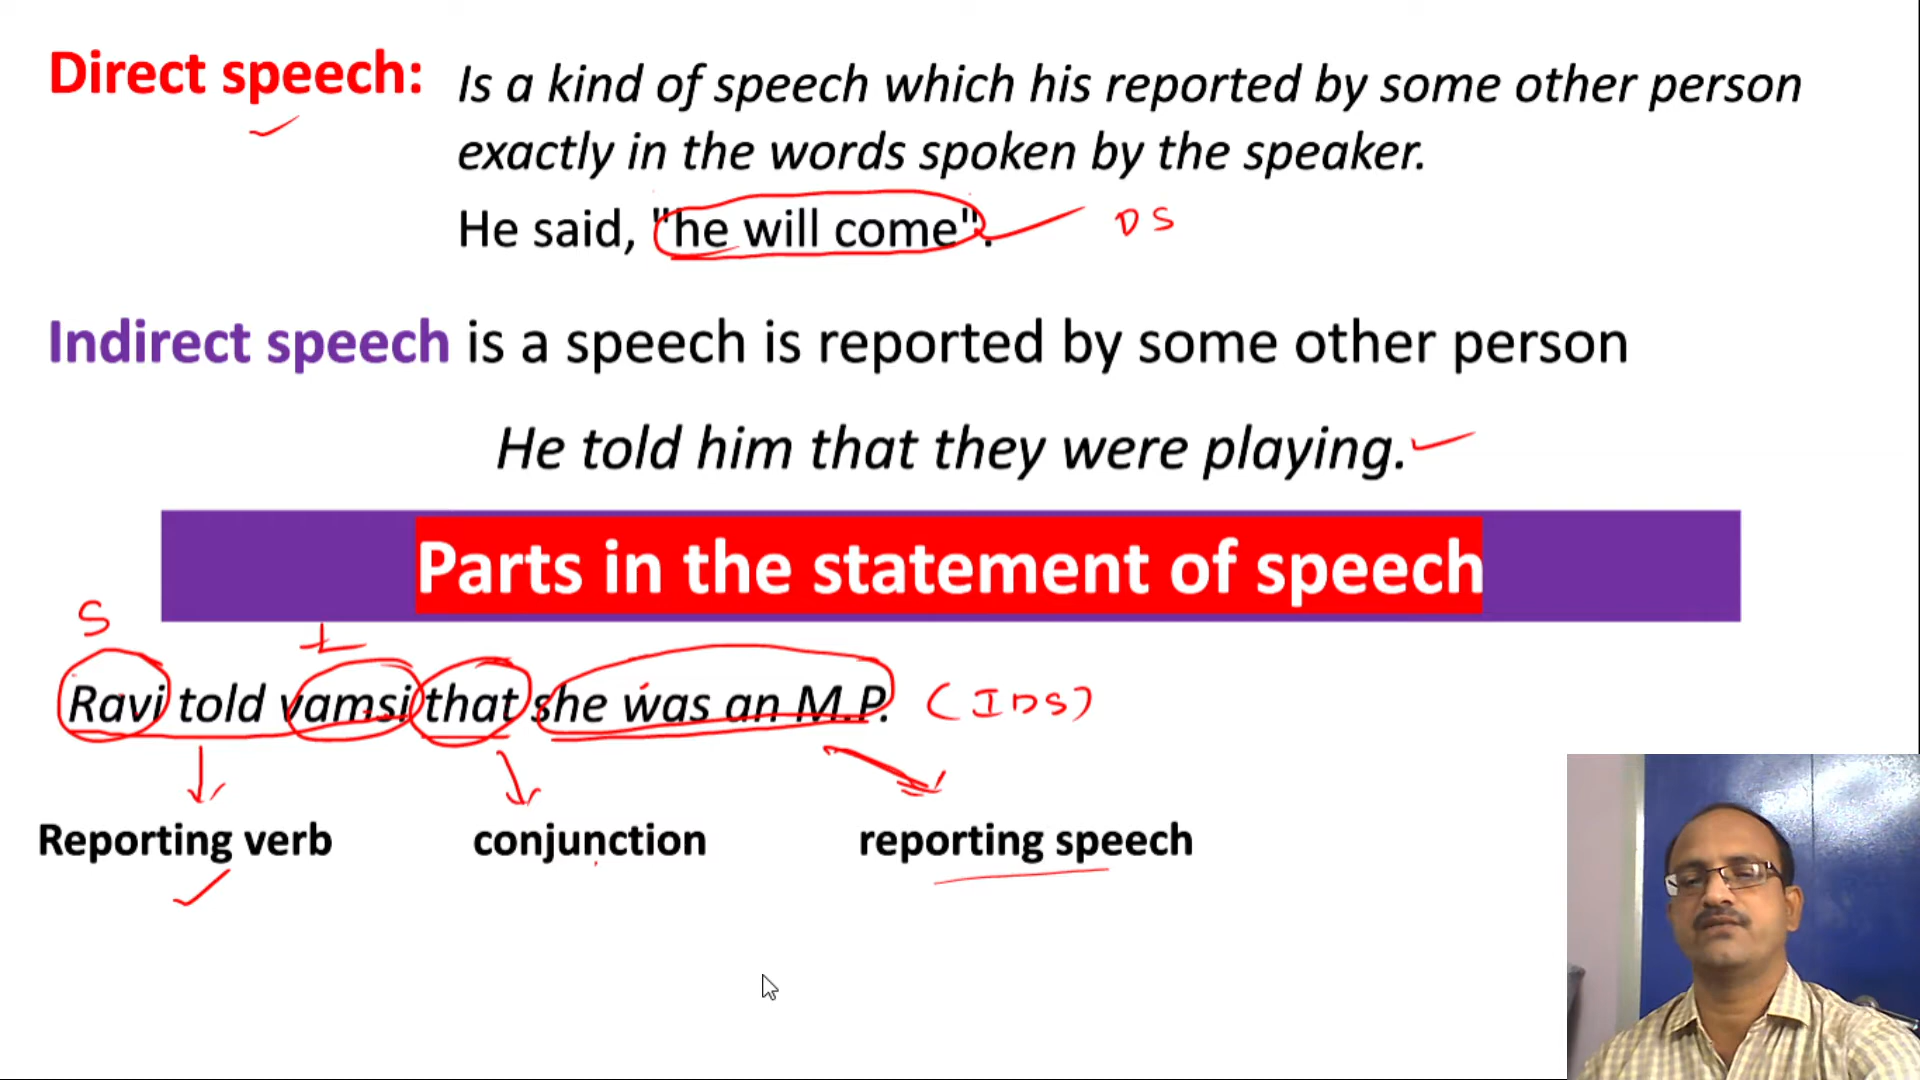 Direct speech: Is a kind of speech which his reported by some other person
exactly in the words spoken by the speaker.
He said, "he will come". DS
Indirect speech is a speech is reported by some other person
He told him that they were playing.
Parts in the statement of speech
S
Ravi told vamsi that she was an M.P. (IDS)
Reporting verb conjunction reporting speech